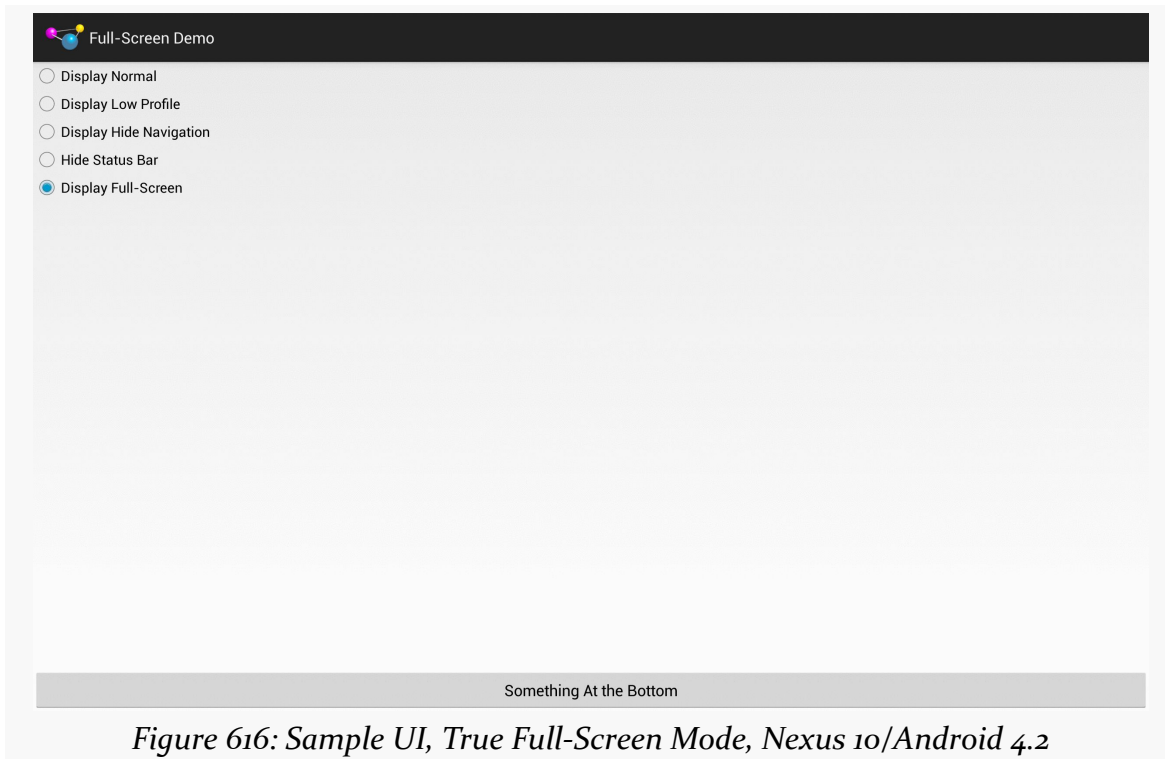 Full-Screen Demo
Display Normal
Display Low Profile
Display Hide Navigation
Hide Status Bar
Display Full-Screen
Something At the Bottom
Figure 616: Sample UI, True Full-Screen Mode, Nexus 10/Android 4.2